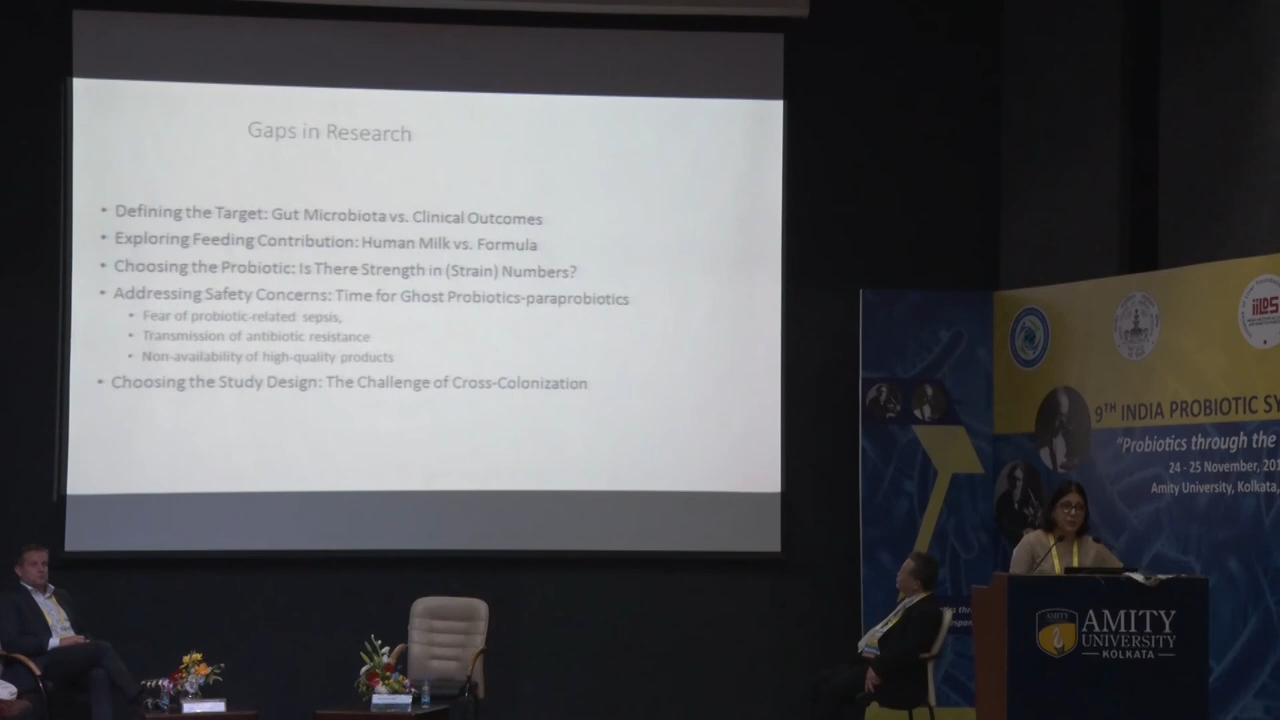 Gaps in Research
• Defining the Target: Gut Microbiota vs. Clinical Outcomes
• Exploring Feeding Contribution: Human Milk vs. Formula
• Choosing the Probiotic: Is There Strength in (Strain) Numbers?
• Addressing Safety Concerns: Time for Ghost Probiotics-paraprobiotics
• Fear of probiotic-related sepsis,
• Transmission of antibiotic resistance
• Non-availability of high-quality products
• Choosing the Study Design: The Challenge of Cross-Colonization
iiLDS
9TH INDIA PROBIOTIC SY
"Probiotics through the
24 - 25 November, 201
Amity University, Kolkata,
AMITY
AMITY
UNIVERSITY
KOLKATA